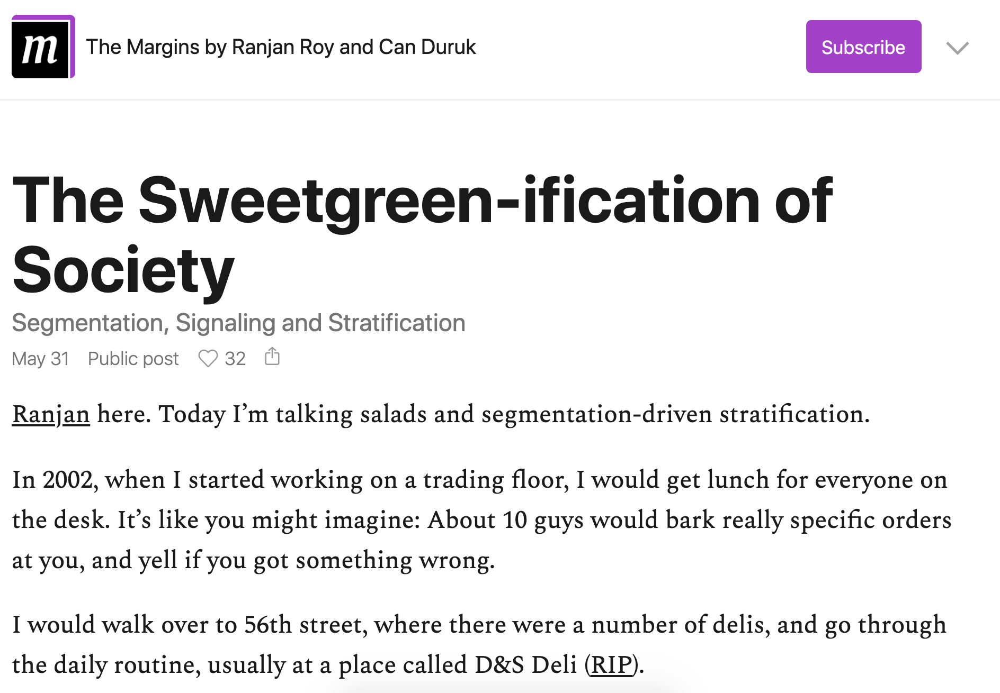 m
The Margins by Ranjan Roy and Can Duruk
Subscribe
The Sweetgreen-ification of
Society
Segmentation, Signaling and Stratification
May 31 Public post 32
Ranjan here. Today I’m talking salads and segmentation-driven stratification.
In 2002, when I started working on a trading floor, I would get lunch for everyone on
the desk. It’s like you might imagine: About 10 guys would bark really specific orders
at you, and yell if you got something wrong.
I would walk over to 56th street, where there were a number of delis, and go through
the daily routine, usually at a place called D&S Deli (RIP).